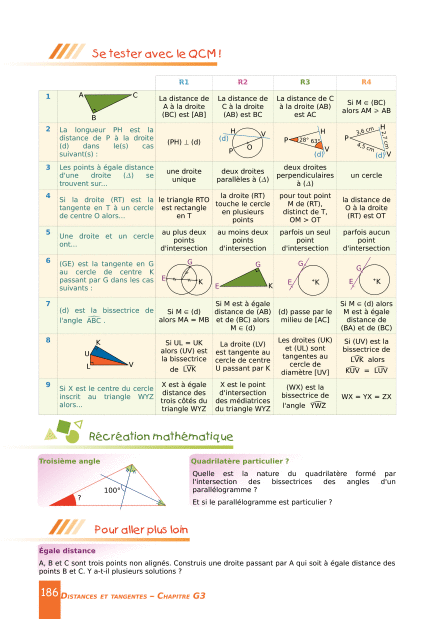 Se tester avec le QCM !
R1 R2 R3 R4
1
A C
B
La distance de
A à la droite
(BC) est [AB]
La distance de
C à la droite
(AB) est BC
La distance de C
à la droite (AB)
est AC
Si M ∈ (BC)
alors AM > AB
2
La longueur PH est la
distance de P à la droite
(d) dans le(s) cas
suivant(s) :
(PH) ⊥ (d)
H
(d) V
O
P
H
P 28° 63°
(d) V
H
3,6 cm
P 2,7 cm
4,5 cm
(d) V
3
Les points à égale distance
d'une droite (Δ) se
trouvent sur...
une droite
unique
deux droites
parallèles à (Δ)
deux droites
perpendiculaires
à (Δ)
un cercle
4
Si la droite (RT) est la
tangente en T à un cercle
de centre O alors...
le triangle RTO
est rectangle
en T
la droite (RT)
touche le cercle
en plusieurs
points
pour tout point
M de (RT),
distinct de T,
OM > OT
la distance de
O à la droite
(RT) est OT
5
Une droite et un cercle
ont...
au plus deux
points
d'intersection
au moins deux
points
d'intersection
parfois un seul
point
d'intersection
parfois aucun
point
d'intersection
6
(GE) est la tangente en G
au cercle de centre K
passant par G dans les cas
suivants :
G
E K
G
E K
G
E K
G
E K
7
(d) est la bissectrice de
l'angle ABC .
Si M ∈ (d)
alors MA = MB
Si M est à égale
distance de (AB)
et de (BC) alors
M ∈ (d)
(d) passe par le
milieu de [AC]
Si M ∈ (d) alors
M est à égale
distance de
(BA) et de (BC)
8
K
U
L V
Si UL = UK
alors (UV) est
la bissectrice
de LVK
La droite (LV)
est tangente au
cercle de centre
U passant par K
Les droites (UK)
et (UL) sont
tangentes au
cercle de
diamètre [UV]
Si (UV) est la
bissectrice de
LVK alors
KUV = LUV
9
Si X est le centre du cercle
inscrit au triangle WYZ
alors...
X est à égale
distance des
trois côtés du
triangle WYZ
X est le point
d'intersection
des médiatrices
du triangle WYZ
(WX) est la
bissectrice de
l'angle YWZ
WX = YX = ZX
Récréation mathématique
Troisième angle
100°
?
Quadrilatère particulier ?
Quelle est la nature du quadrilatère formé par
l'intersection des bissectrices des angles d'un
parallélogramme ?
Et si le parallélogramme est particulier ?
Pour aller plus loin
Égale distance
A, B et C sont trois points non alignés. Construis une droite passant par A qui soit à égale distance des
points B et C. Y a-t-il plusieurs solutions ?
186 DISTANCES ET TANGENTES – CHAPITRE G3